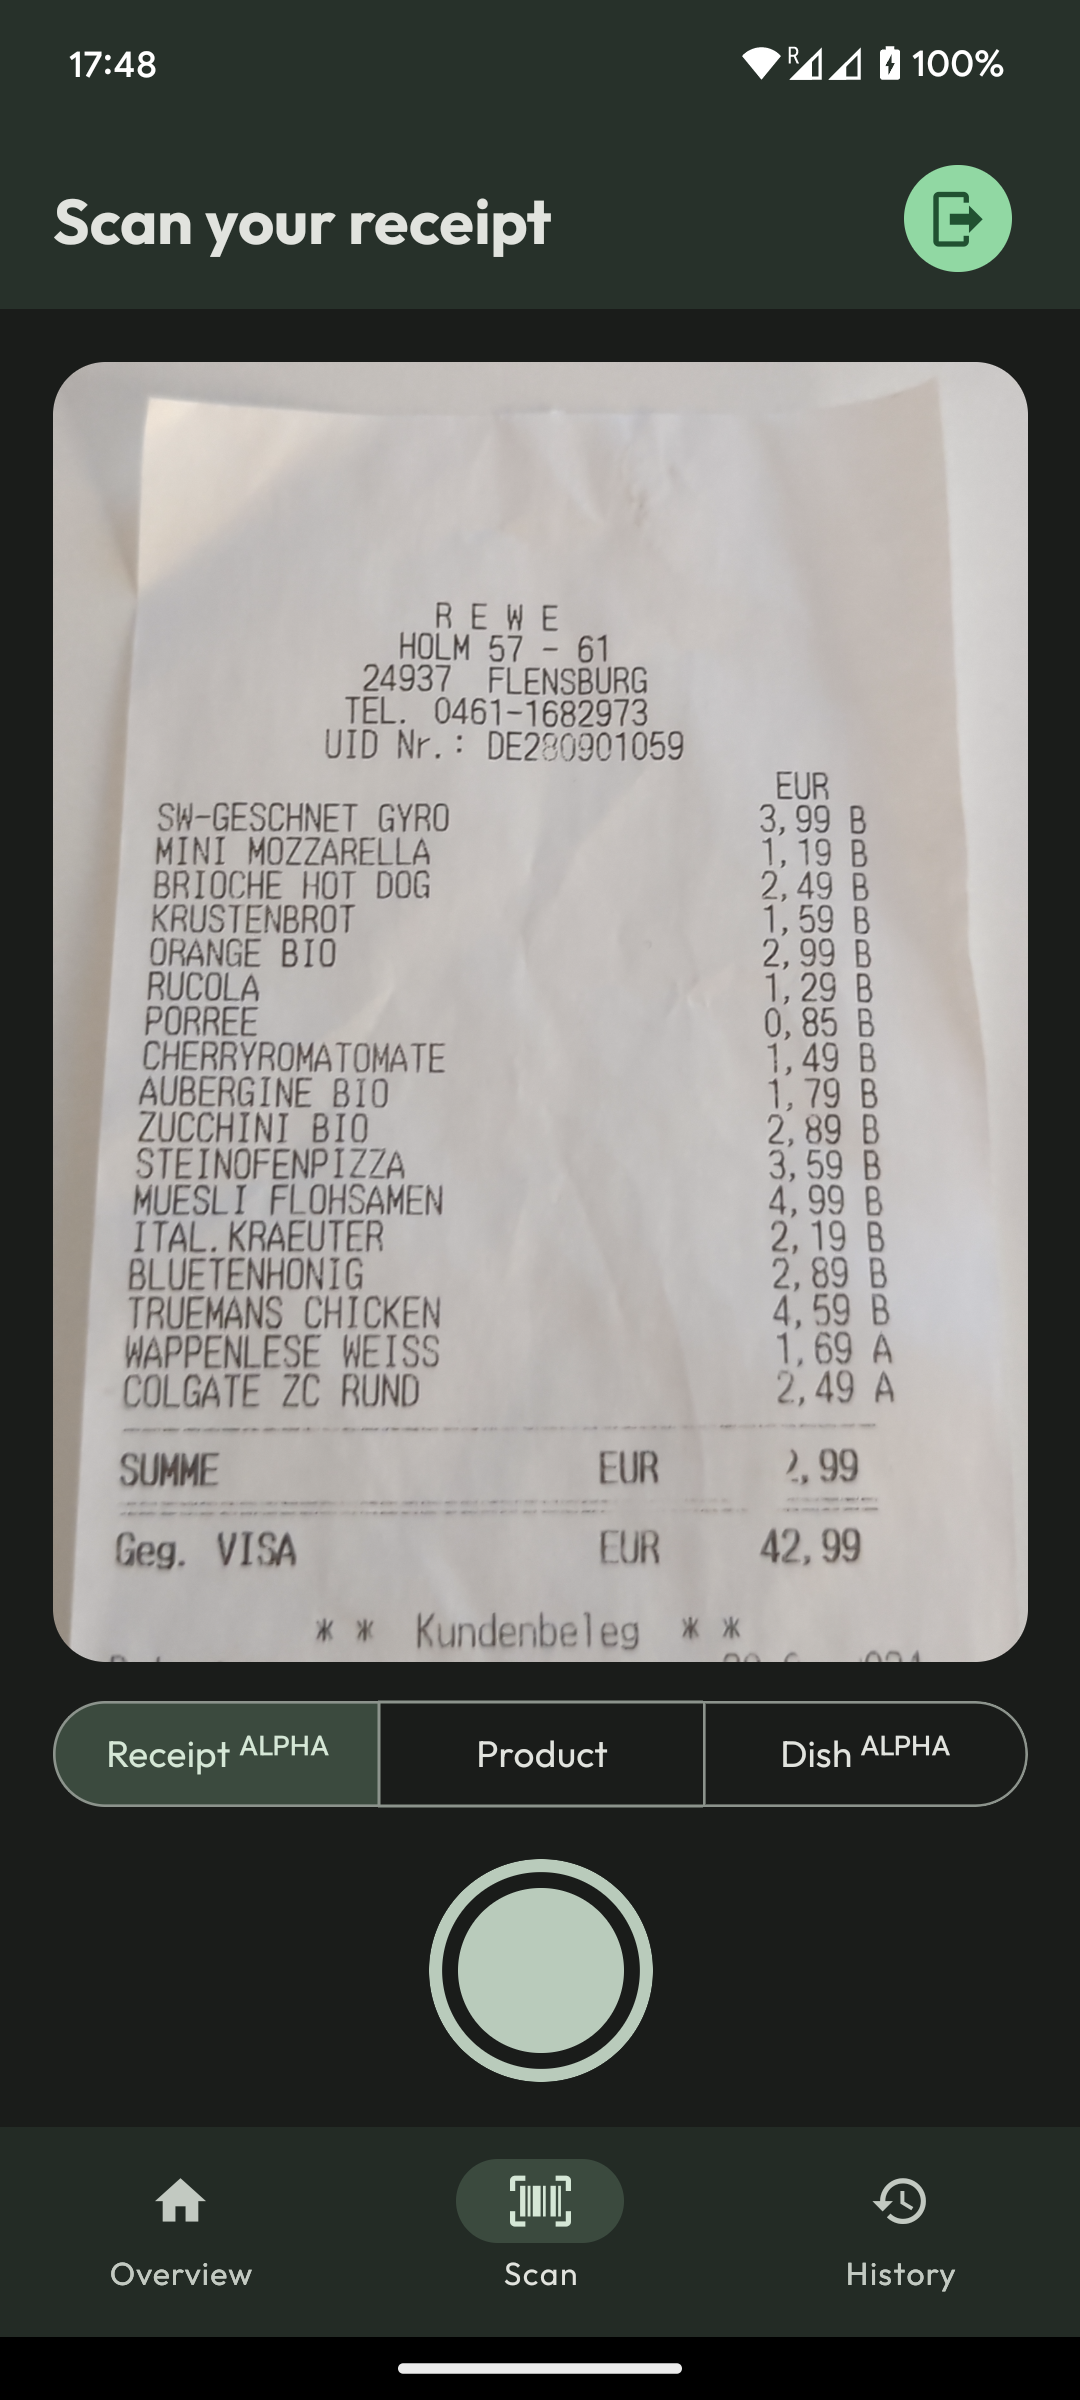 17:48
R
100%
Scan your receipt
R E W E
HOLM 57 - 61
24937 FLENSBURG
TEL. 0461-1682973
UID Nr.: DE280901059
EUR
SW-GESCHNET GYRO 3,99 B
MINI MOZZARELLA 1,19 B
BRIOCHE HOT DOG 2,49 B
KRUSTENBROT 1,59 B
ORANGE BIO 2,99 B
RUCOLA 1,29 B
PORREE 0,85 B
CHERRYROMATOMATE 1,49 B
AUBERGINE BIO 1,79 B
ZUCCHINI BIO 2,89 B
STEINOFENPIZZA 3,59 B
MUESLI FLOHSAMEN 4,99 B
ITAL.KRAEUTER 2,19 B
BLUETENHONIG 2,89 B
TRUEMANS CHICKEN 4,59 B
WAPPENLESE WEISS 1,69 A
COLGATE ZC RUND 2,49 A
SUMME EUR
Geg. VISA EUR 42,99
* * Kundenbeleg * *
Receipt ALPHA
Product
Dish ALPHA
Overview
Scan
History